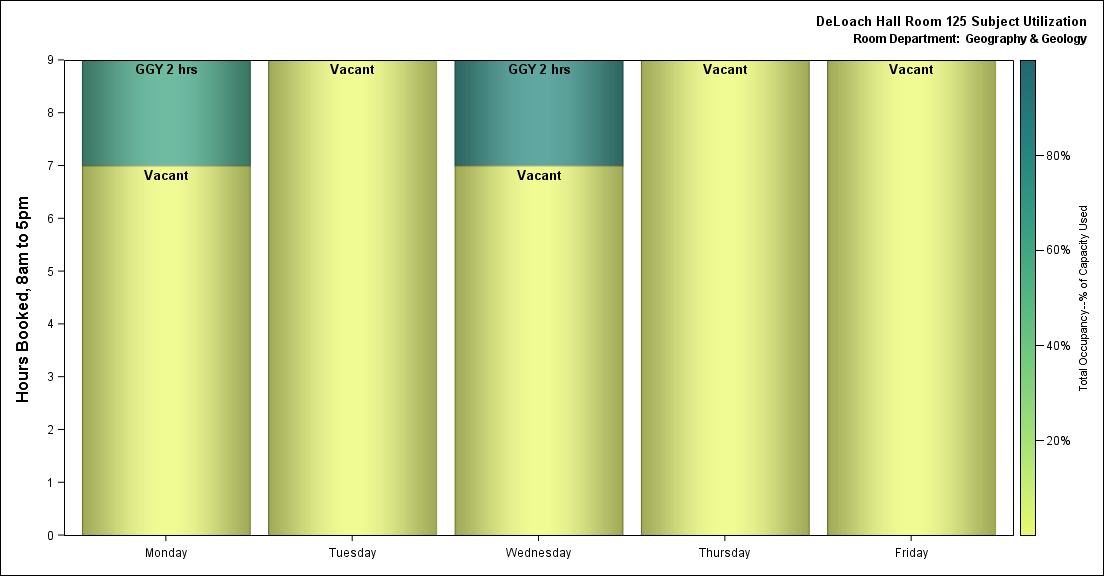 DeLoach Hall Room 125 Subject Utilization
Room Department:  Geography & Geology
Hours Booked, 8am to 5pm
9
8
7
6
5
4
3
2
1
0
GGY 2 hrs
Vacant
Vacant
GGY 2 hrs
Vacant
Vacant
Vacant
Monday
Tuesday
Wednesday
Thursday
Friday
80%
60%
40%
20%
Total Occupancy--% of Capacity Used